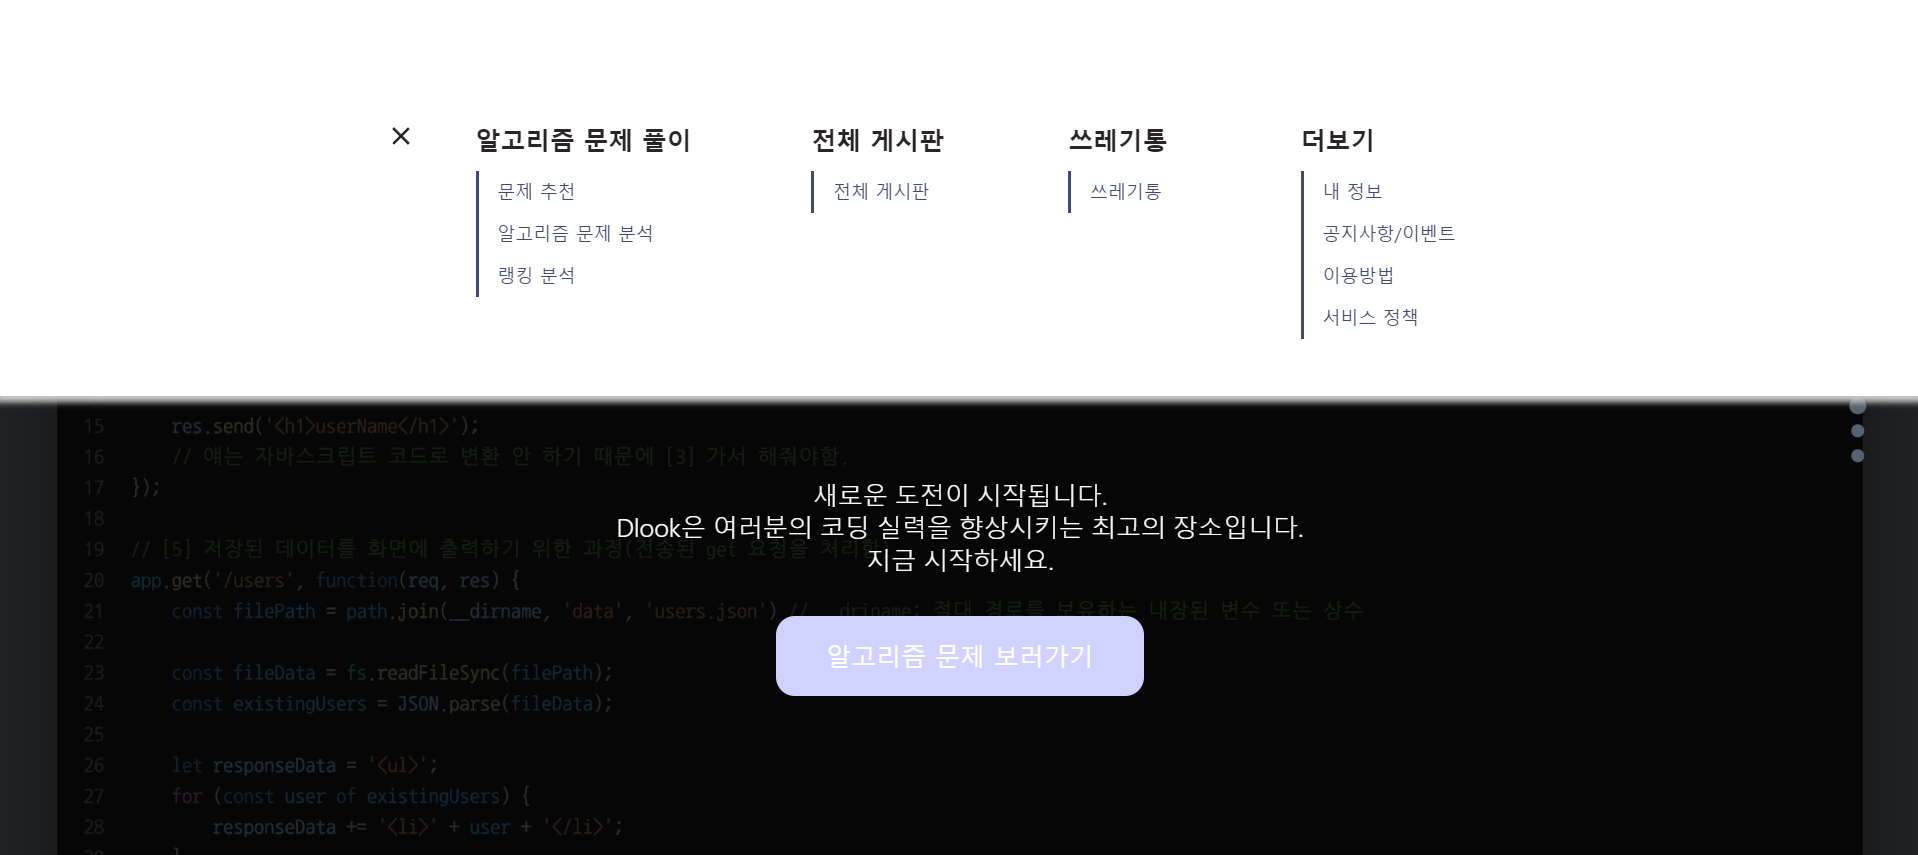 알고리즘 문제 풀이
문제 추천
알고리즘 문제 분석
랭킹 분석
전체 게시판
전체 게시판
쓰레기통
쓰레기통
더보기
내 정보
공지사항/이벤트
이용방법
서비스 정책
15 res.send('<h1>userName</h1>');
16 // 얘는 자바스크립트 코드로 변환 안 하기 때문에 [3] 가서 해줘야함.
17 });
18
새로운 도전이 시작됩니다.
Dlook은 여러분의 코딩 실력을 향상시키는 최고의 장소입니다.
지금 시작하세요.
19 // [5] 저장된 데이터를 화면에 출력하기 위한 과정(전송된 get 요청을 처리함)
20 app.get('/users', function(req, res) {
21 const filePath = path.join(__dirname, 'data', 'users.json') // __driname: 절대 경로를 보유하는 내장된 변수 또는 상수
알고리즘 문제 보러가기
22
23 const fileData = fs.readFileSync(filePath);
24 const existingUsers = JSON.parse(fileData);
25
26 let responseData = '<ul>';
27 for (const user of existingUsers) {
28 responseData += '<li>' + user + '</li>';